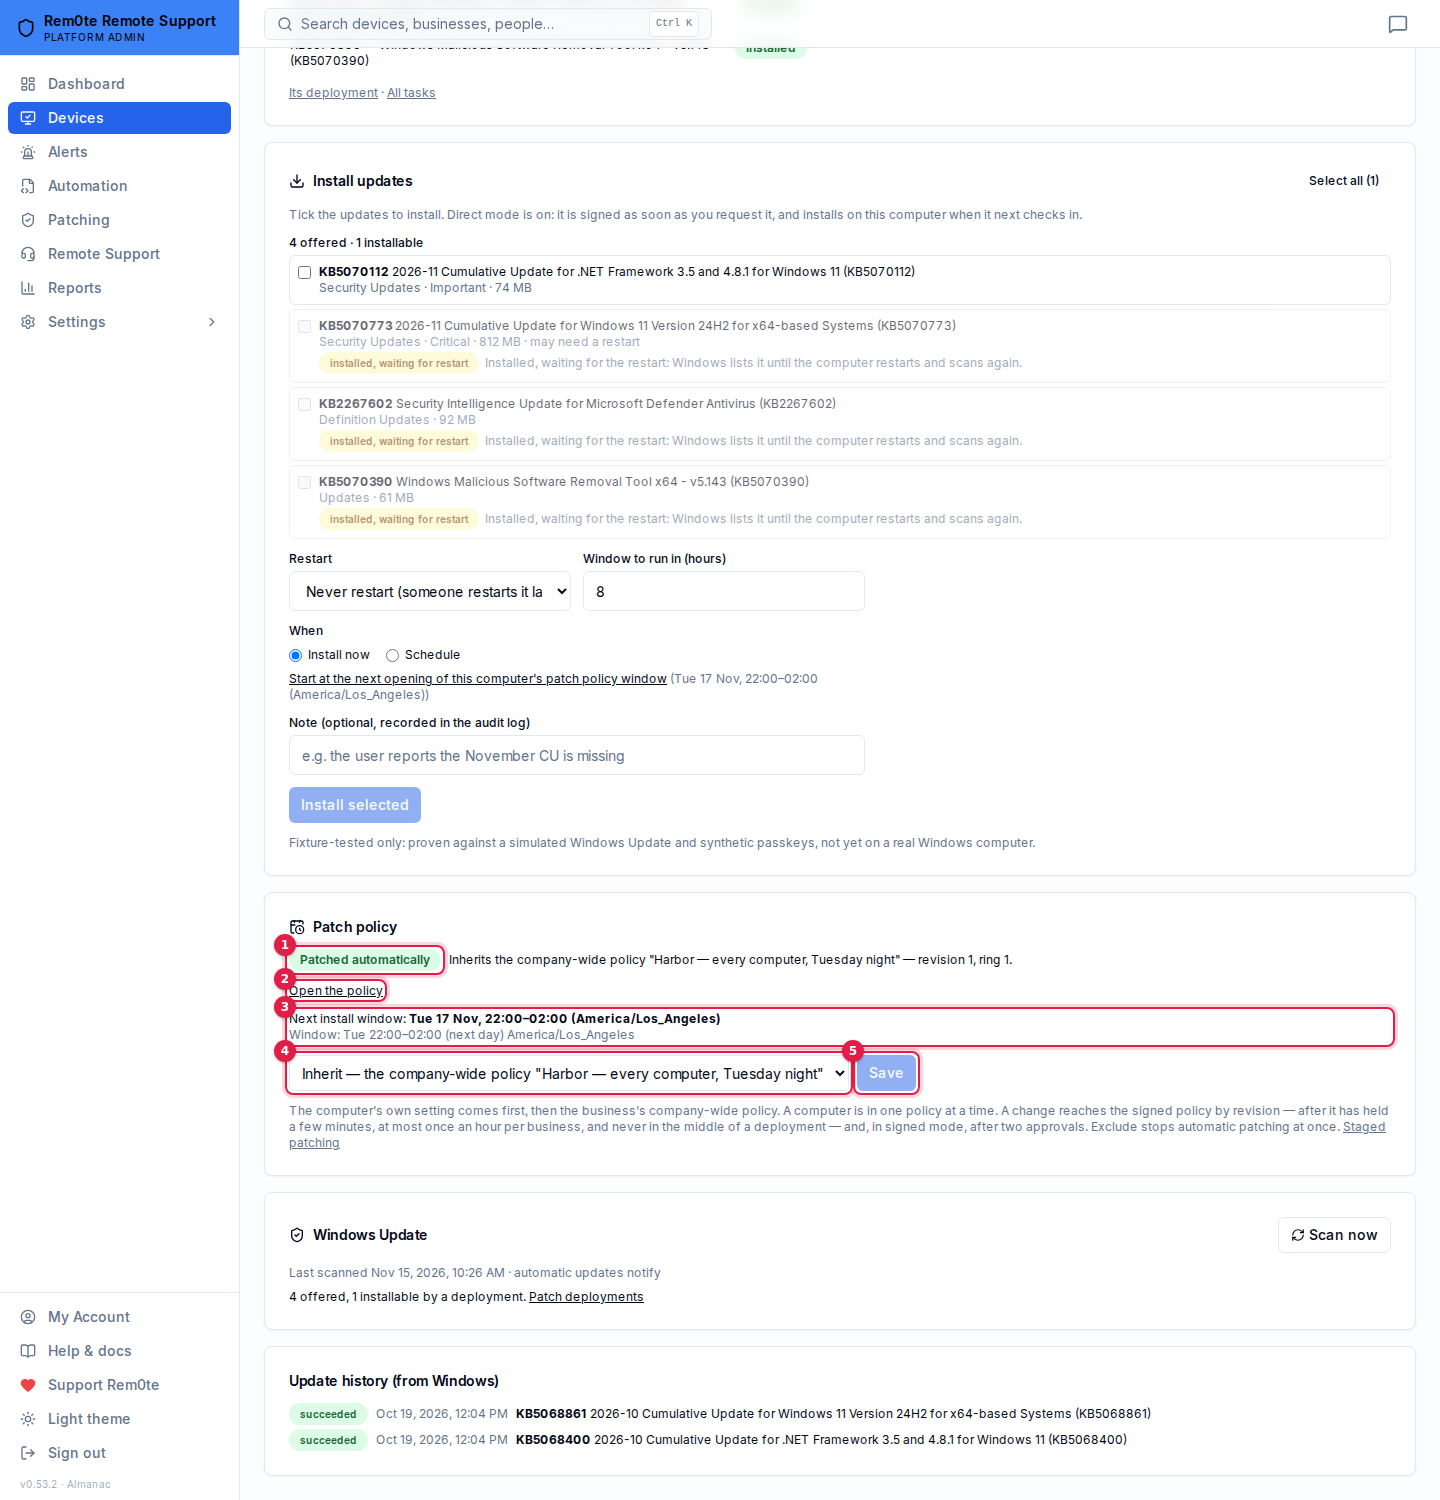 Rem0te Remote Support
PLATFORM ADMIN
Search devices, businesses, people…
Ctrl K
Dashboard
Devices
Alerts
Automation
Patching
Remote Support
Reports
Settings
(KB5070390)
installed
Its deployment · All tasks
Install updates
Select all (1)
Tick the updates to install. Direct mode is on: it is signed as soon as you request it, and installs on this computer when it next checks in.
4 offered · 1 installable
KB5070112 2026-11 Cumulative Update for .NET Framework 3.5 and 4.8.1 for Windows 11 (KB5070112)
Security Updates · Important · 74 MB
KB5070773 2026-11 Cumulative Update for Windows 11 Version 24H2 for x64-based Systems (KB5070773)
Security Updates · Critical · 812 MB · may need a restart
installed, waiting for restart Installed, waiting for the restart: Windows lists it until the computer restarts and scans again.
KB2267602 Security Intelligence Update for Microsoft Defender Antivirus (KB2267602)
Definition Updates · 92 MB
installed, waiting for restart Installed, waiting for the restart: Windows lists it until the computer restarts and scans again.
KB5070390 Windows Malicious Software Removal Tool x64 - v5.143 (KB5070390)
Updates · 61 MB
installed, waiting for restart Installed, waiting for the restart: Windows lists it until the computer restarts and scans again.
Restart
Window to run in (hours)
Never restart (someone restarts it la
8
When
Install now
Schedule
Start at the next opening of this computer's patch policy window (Tue 17 Nov, 22:00–02:00
(America/Los_Angeles))
Note (optional, recorded in the audit log)
e.g. the user reports the November CU is missing
Install selected
Fixture-tested only: proven against a simulated Windows Update and synthetic passkeys, not yet on a real Windows computer.
Patch policy
1
Patched automatically Inherits the company-wide policy "Harbor — every computer, Tuesday night" — revision 1, ring 1.
2
Open the policy
3
Next install window: Tue 17 Nov, 22:00–02:00 (America/Los_Angeles)
Window: Tue 22:00–02:00 (next day) America/Los_Angeles
4
5
Inherit — the company-wide policy "Harbor — every computer, Tuesday night"
Save
The computer's own setting comes first, then the business's company-wide policy. A computer is in one policy at a time. A change reaches the signed policy by revision — after it has held
a few minutes, at most once an hour per business, and never in the middle of a deployment — and, in signed mode, after two approvals. Exclude stops automatic patching at once. Staged
patching
Windows Update
Scan now
Last scanned Nov 15, 2026, 10:26 AM · automatic updates notify
4 offered, 1 installable by a deployment. Patch deployments
Update history (from Windows)
succeeded Oct 19, 2026, 12:04 PM KB5068861 2026-10 Cumulative Update for Windows 11 Version 24H2 for x64-based Systems (KB5068861)
succeeded Oct 19, 2026, 12:04 PM KB5068400 2026-10 Cumulative Update for .NET Framework 3.5 and 4.8.1 for Windows 11 (KB5068400)
My Account
Help & docs
Support Rem0te
Light theme
Sign out
v0.53.2 · Almanac